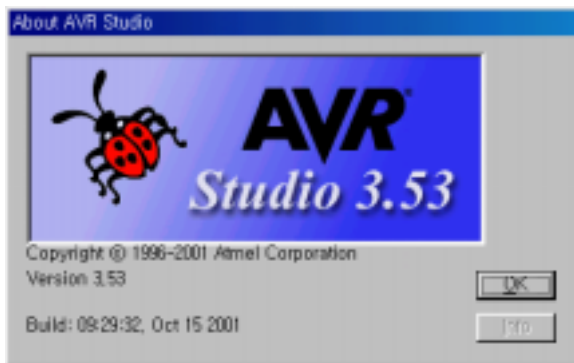 About AVR Studio
AVR
Studio 3.53
Copyright © 1996-2001 Atmel Corporation
Version 3.53
OK
Build: 09:29:32, Oct 15 2001
Info